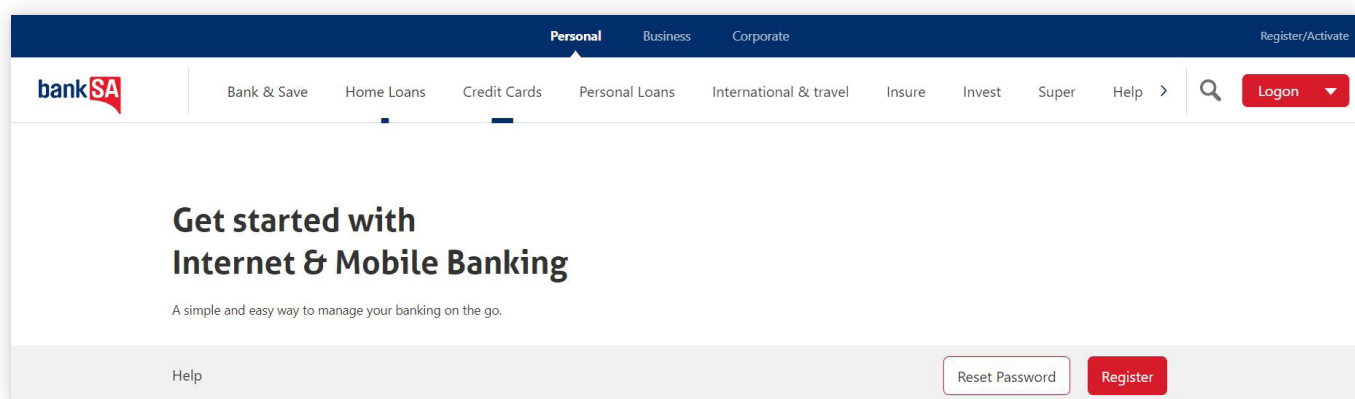 Personal Business Corporate Register/Activate
bankSA Bank & Save Home Loans Credit Cards Personal Loans International & travel Insure Invest Super Help Logon
Get started with
Internet & Mobile Banking
A simple and easy way to manage your banking on the go.
Help Reset Password Register